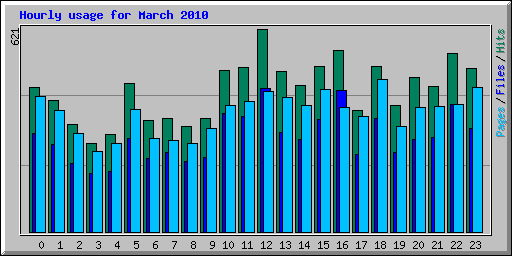 Hourly usage for March 2010
621
Pages / Files / Hits
0 1 2 3 4 5 6 7 8 9 10 11 12 13 14 15 16 17 18 19 20 21 22 23